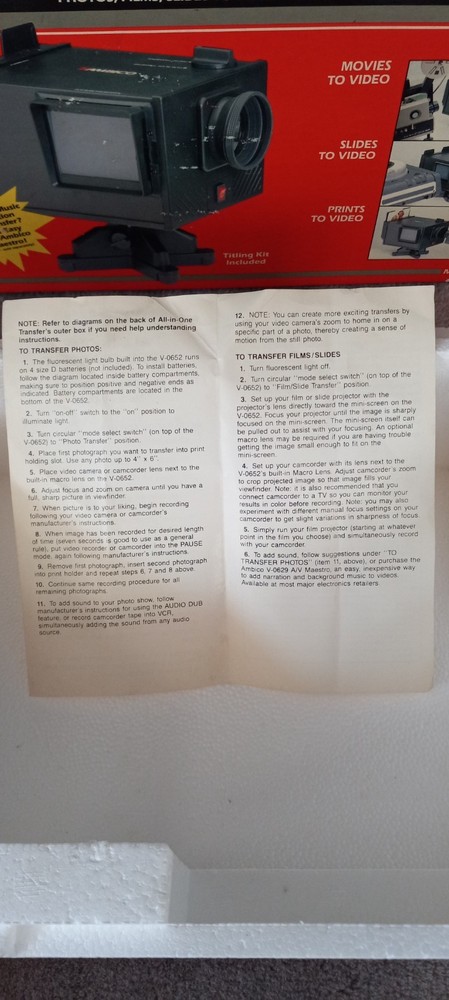 AMBICO
MOVIES
TO VIDEO
SLIDES
TO VIDEO
PRINTS
TO VIDEO
Titling Kit
Included
NOTE: Refer to diagrams on the back of All-in-One
Transfer's outer box if you need help understanding
instructions.
TO TRANSFER PHOTOS:
1. The fluorescent light bulb built into the V-0652 runs
on 4 size D batteries (not included). To install batteries,
follow the diagram located inside battery compartments,
making sure to position positive and negative ends as
indicated. Battery compartments are located in the
bottom of the V-0652.
2. Turn "on-off" switch to the "on" position to
illuminate light.
3. Turn circular "mode select switch" (on top of the
V-0652) to "Photo Transfer" position.
4. Place first photograph you want to transfer into print
holding slot. Use any photo up to 4" x 6".
5. Place video camera or camcorder lens next to the
built-in macro lens on the V-0652.
6. Adjust focus and zoom on camera until you have a
full, sharp picture in viewfinder.
7. When picture is to your liking, begin recording
following your video camera or camcorder's
manufacturer's instructions.
8. When image has been recorded for desired length
of time (seven seconds is good to use as a general
rule), put video recorder or camcorder into the PAUSE
mode, again following manufacturer's instructions.
9. Remove first photograph, insert second photograph
into print holder and repeat steps 6, 7 and 8 above.
10. Continue same recording procedure for all
remaining photographs.
11. To add sound to your photo show, follow
manufacturer's instructions for using the AUDIO DUB
feature, or record camcorder tape into VCR,
simultaneously adding the sound from any audio
source.
12. NOTE: You can create more exciting transfers by
using your video camera's zoom to home in on a
specific part of a photo, thereby creating a sense of
motion from the still photo.
TO TRANSFER FILMS/SLIDES
1. Turn fluorescent light off.
2. Turn circular "mode select switch" (on top of the
V-0652) to "Film/Slide Transfer" position.
3. Set up your film or slide projector with the
projector's lens directly toward the mini-screen on the
V-0652. Focus your projector until the image is sharply
focused on the mini-screen. The mini-screen itself can
be pulled out to assist with your focusing. An optional
macro lens may be required if you are having trouble
getting the image small enough to fit on the
mini-screen.
4. Set up your camcorder with its lens next to the
V-0652's built-in Macro Lens. Adjust camcorder's zoom
to crop projected image so that image fills your
viewfinder. Note: it is also recommended that you
connect camcorder to a TV so you can monitor your
results in color before recording. Note: you may also
experiment with different manual focus settings on your
camcorder to get slight variations in sharpness of focus.
5. Simply run your film projector (starting at whatever
point in the film you choose) and simultaneously record
with your camcorder.
6. To add sound, follow suggestions under "TO
TRANSFER PHOTOS" (item 11, above), or purchase the
Ambico V-0629 A/V Maestro, an easy, inexpensive way
to add narration and background music to videos.
Available at most major electronics retailers.